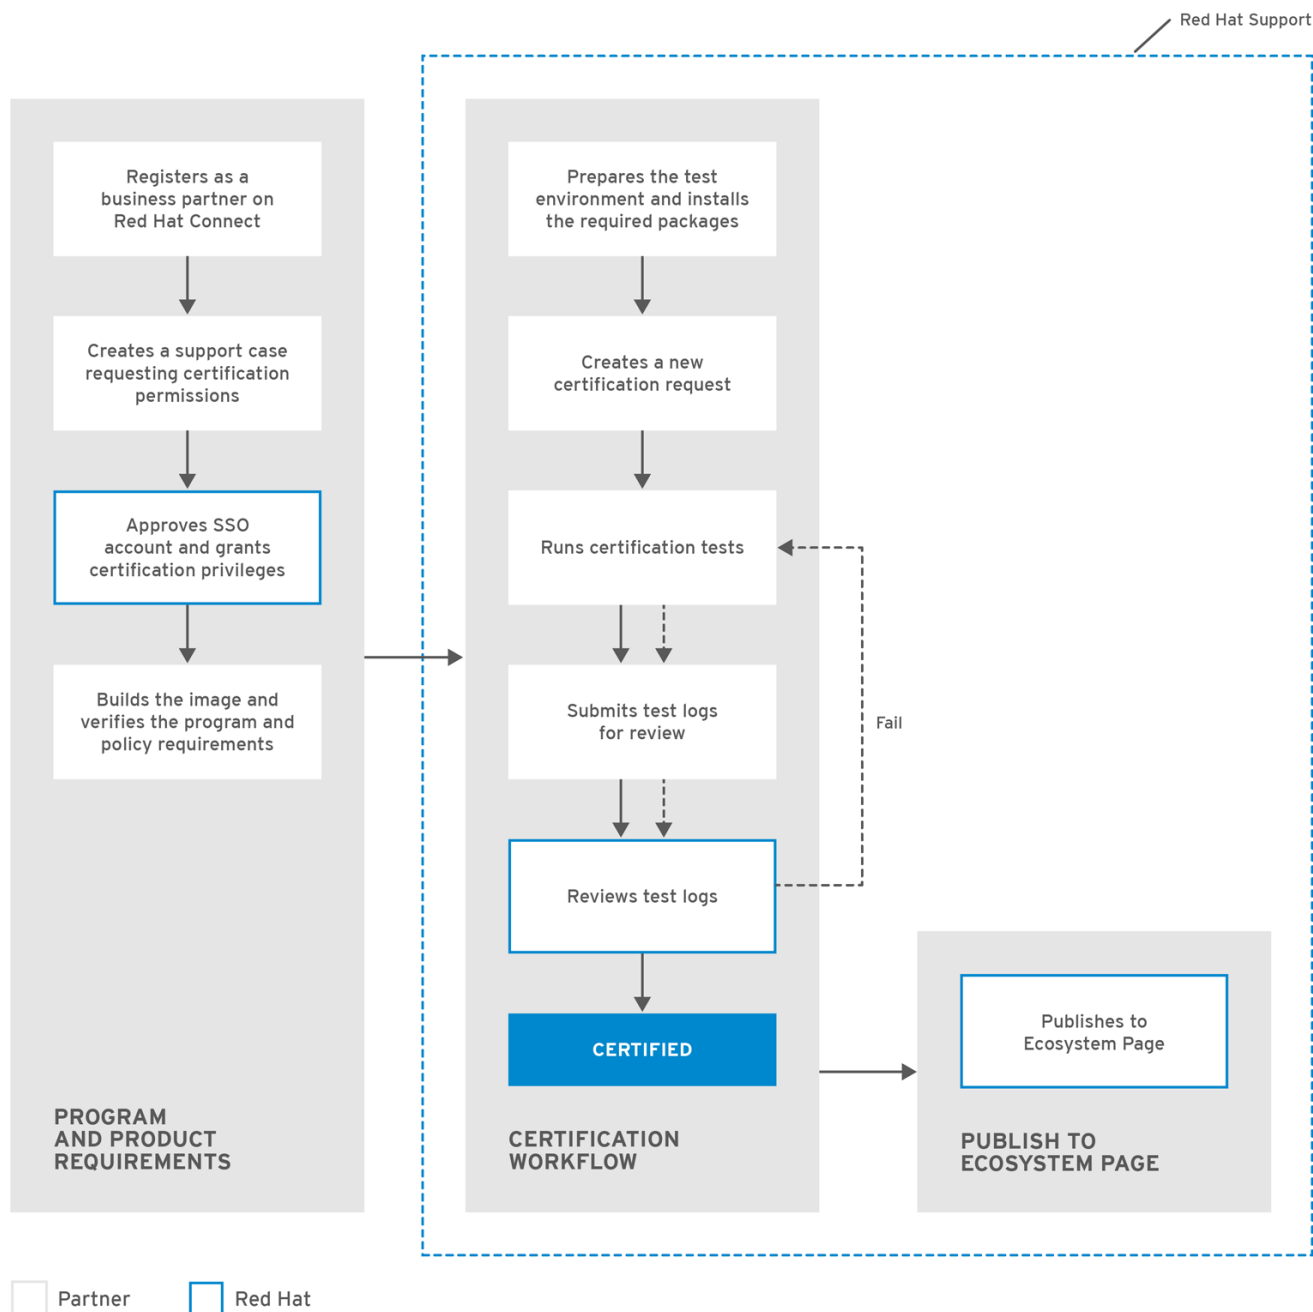 Red Hat Support
Registers as a
business partner on
Red Hat Connect
Creates a support case
requesting certification
permissions
Approves SSO
account and grants
certification privileges
Builds the image and
verifies the program and
policy requirements
PROGRAM
AND PRODUCT
REQUIREMENTS
Prepares the test
environment and installs
the required packages
Creates a new
certification request
Runs certification tests
Submits test logs
for review
Fail
Reviews test logs
CERTIFIED
CERTIFICATION
WORKFLOW
Publishes to
Ecosystem Page
PUBLISH TO
ECOSYSTEM PAGE
Partner
Red Hat